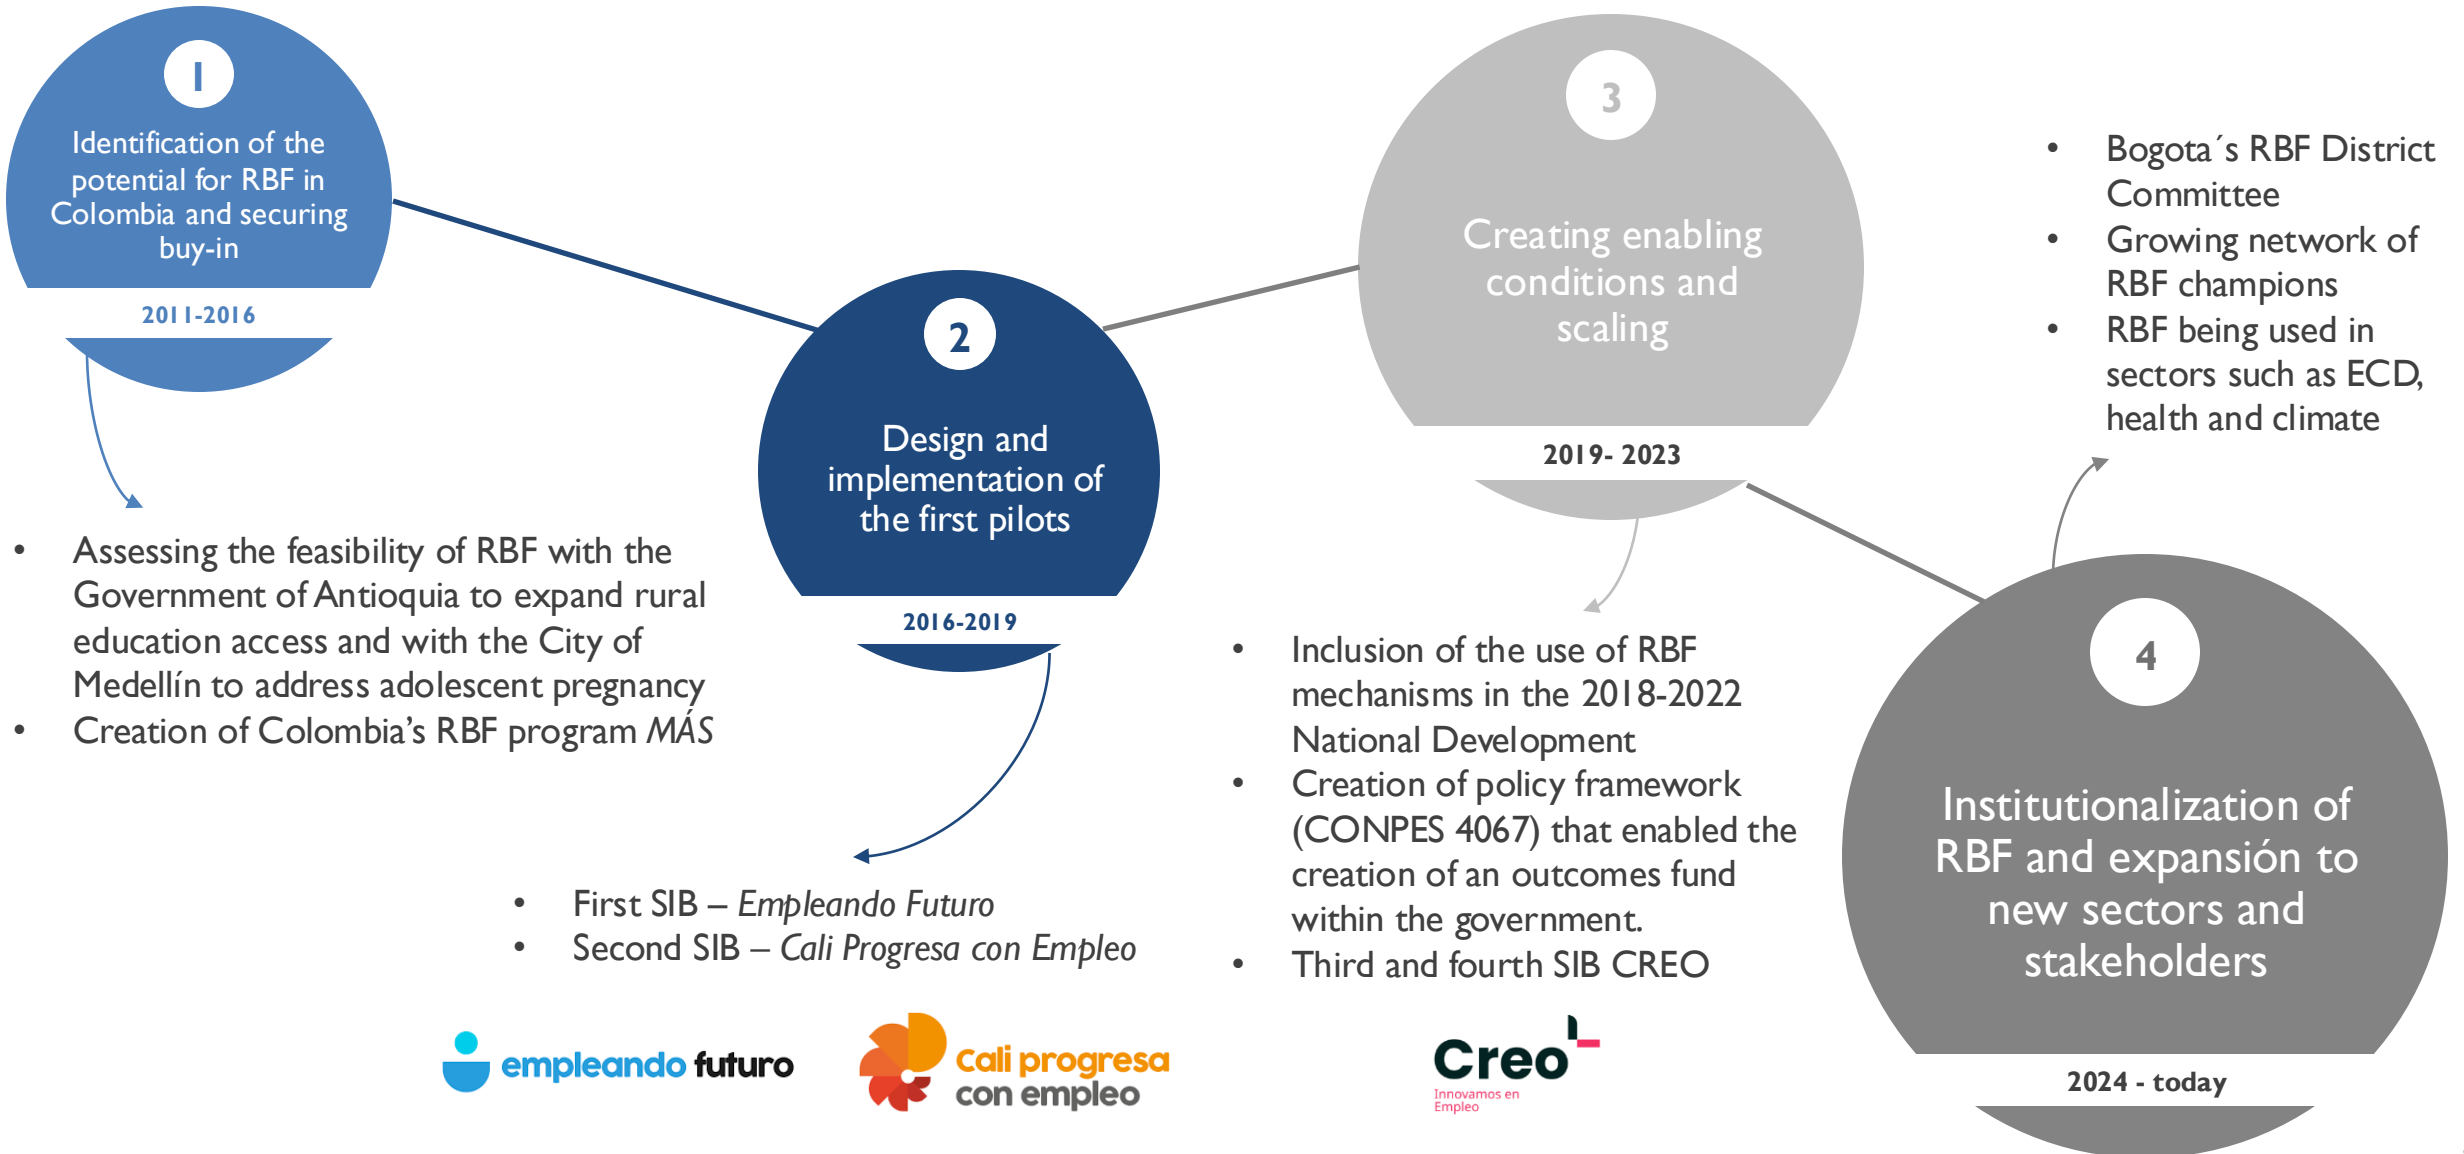 1
Identification of the
potential for RBF in
Colombia and securing
buy-in
2011-2016
• Assessing the feasibility of RBF with the
Government of Antioquia to expand rural
education access and with the City of
Medellín to address adolescent pregnancy
• Creation of Colombia’s RBF program MÁS
2
Design and
implementation of
the first pilots
2016-2019
• First SIB – Empleando Futuro
• Second SIB – Cali Progresa con Empleo
empleando futuro
cali progresa
con empleo
3
Creating enabling
conditions and
scaling
2019- 2023
• Inclusion of the use of RBF
mechanisms in the 2018-2022
National Development
• Creation of policy framework
(CONPES 4067) that enabled the
creation of an outcomes fund
within the government.
• Third and fourth SIB CREO
Creo
Innovamos en
Empleo
• Bogota´s RBF District
Committee
• Growing network of
RBF champions
• RBF being used in
sectors such as ECD,
health and climate
4
Institutionalization of
RBF and expansión to
new sectors and
stakeholders
2024 - today